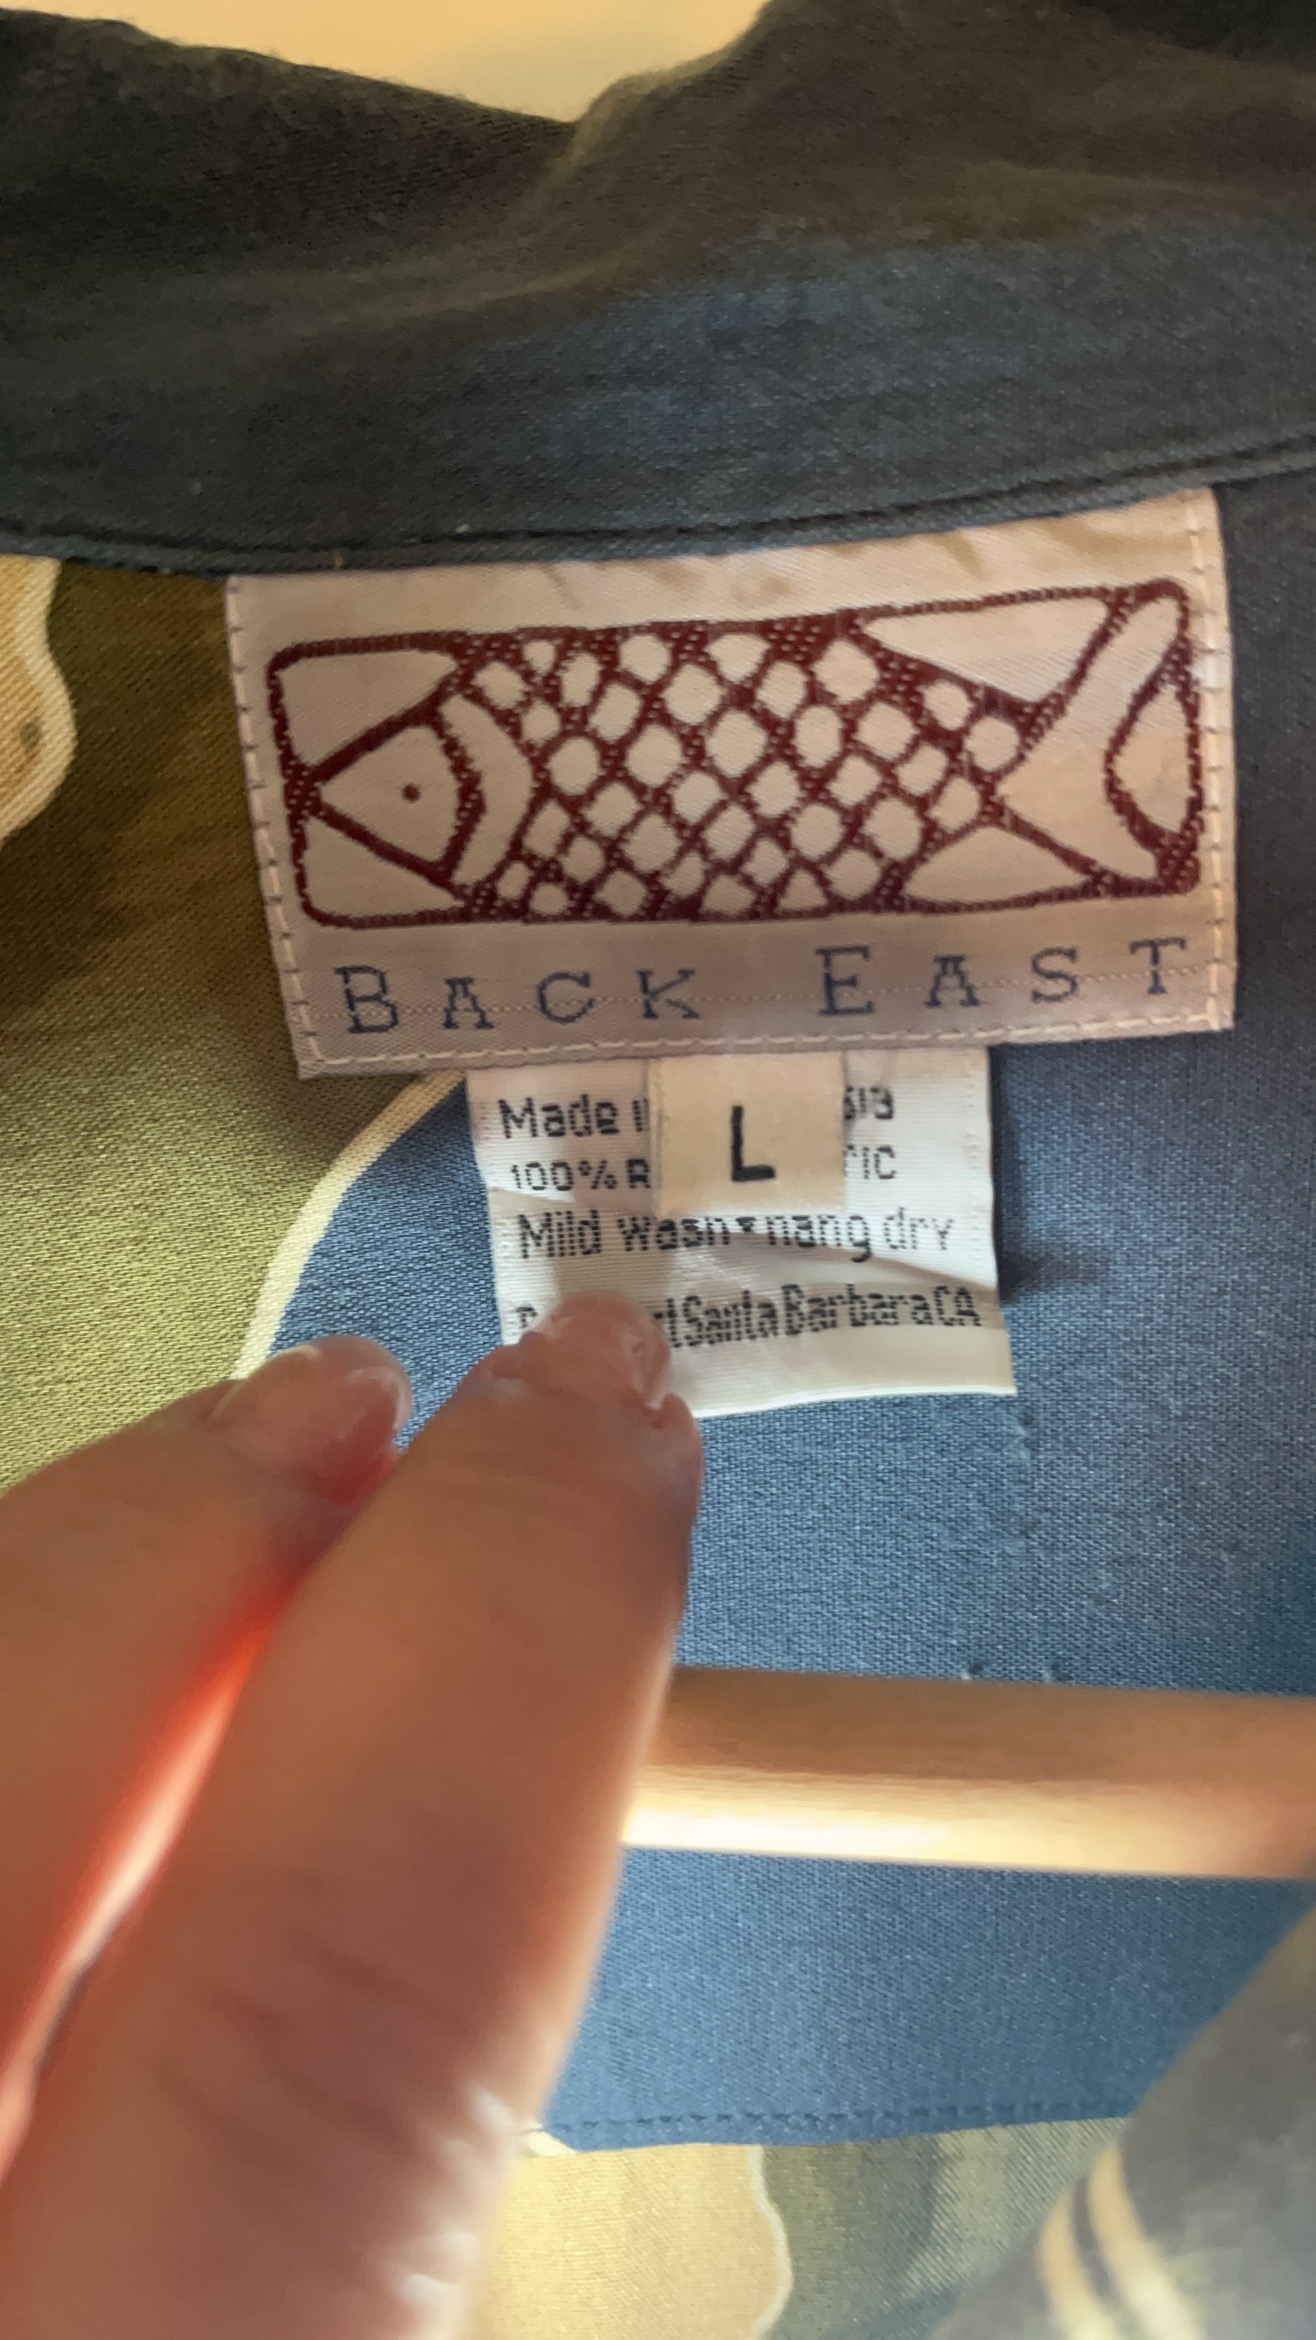 BACK EAST
L
Made
100%
Mild wash • hang dry
Santa Barbara CA